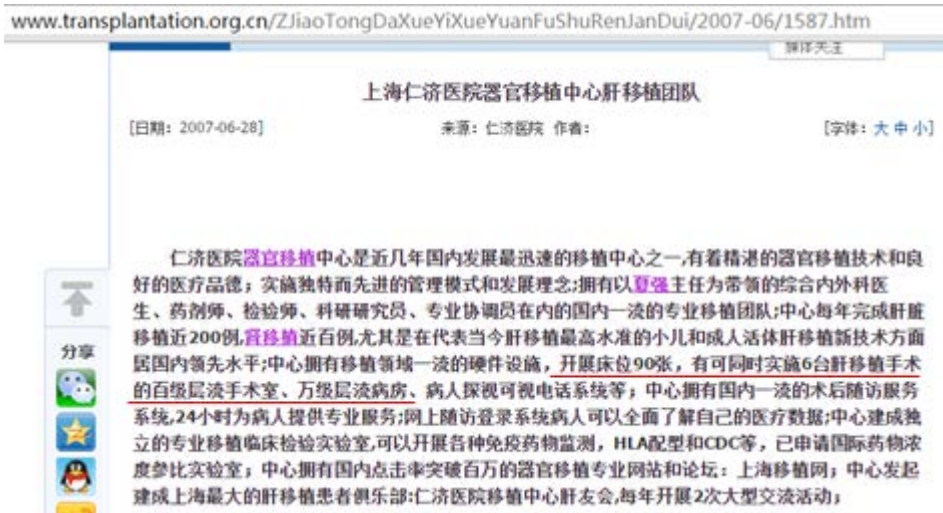 www.transplantation.org.cn/ZJiaoTongDaXueYiXueYuanFuShuRenJanDui/2007-06/1587.htm
媒体关注
上海仁济医院器官移植中心肝移植团队
[日期：2007-06-28] 来源：仁济医院 作者： [字体：大 中 小]
仁济医院器官移植中心是近几年国内发展最迅速的移植中心之一,有着精湛的器官移植技术和良
好的医疗品德；实施独特而先进的管理模式和发展理念;拥有以夏强主任为带领的综合内外科医
生、药剂师、检验师、科研研究员、专业协调员在内的国内一流的专业移植团队;中心每年完成肝脏
移植近200例,肾移植近百例,尤其是在代表当今肝移植最高水准的小儿和成人活体肝移植新技术方面
居国内领先水平;中心拥有移植领域一流的硬件设施，开展床位90张，有可同时实施6台肝移植手术
的百级层流手术室、万级层流病房、病人探视可视电话系统等；中心拥有国内一流的术后随访服务
系统,24小时为病人提供专业服务;网上随访登录系统病人可以全面了解自己的医疗数据;中心建成独
立的专业移植临床检验实验室,可以开展各种免疫药物监测，HLA配型和CDC等，已申请国际药物浓
度参比实验室；中心拥有国内点击率突破百万的器官移植专业网站和论坛：上海移植网；中心发起
建成上海最大的肝移植患者俱乐部:仁济医院移植中心肝友会,每年开展2次大型交流活动；
分享